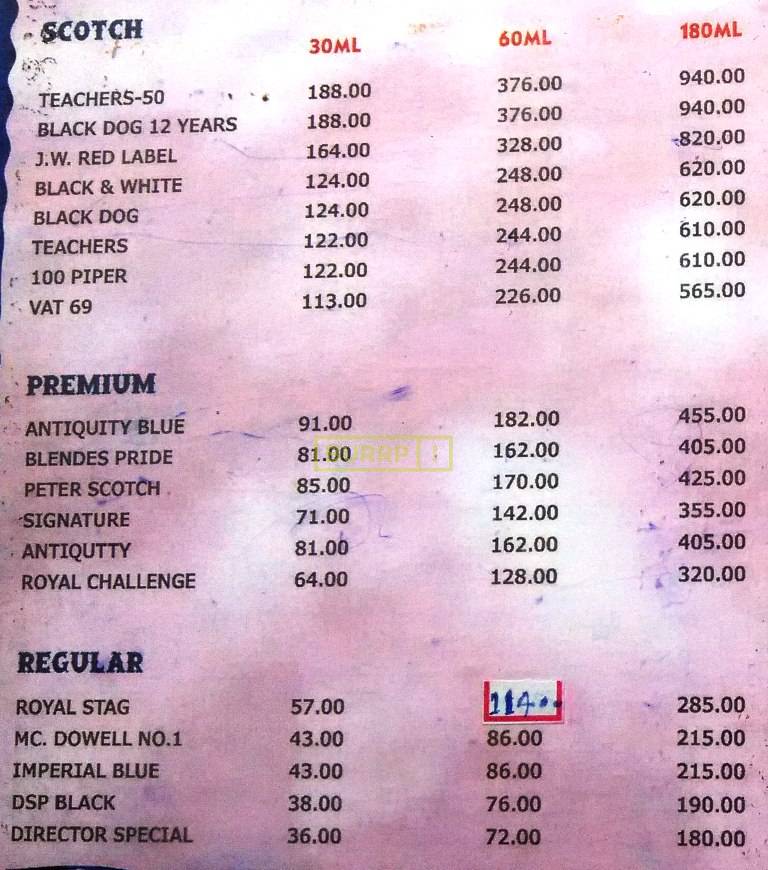 SCOTCH 30ML 60ML 180ML
TEACHERS-50 188.00 376.00 940.00
BLACK DOG 12 YEARS 188.00 376.00 940.00
J.W. RED LABEL 164.00 328.00 820.00
BLACK & WHITE 124.00 248.00 620.00
BLACK DOG 124.00 248.00 620.00
TEACHERS 122.00 244.00 610.00
100 PIPER 122.00 244.00 610.00
VAT 69 113.00 226.00 565.00
PREMIUM
ANTIQUITY BLUE 91.00 182.00 455.00
BLENDES PRIDE 81.00 162.00 405.00
BURRP!
PETER SCOTCH 85.00 170.00 425.00
SIGNATURE 71.00 142.00 355.00
ANTIQUTTY 81.00 162.00 405.00
ROYAL CHALLENGE 64.00 128.00 320.00
REGULAR
ROYAL STAG 57.00 114.. 285.00
MC. DOWELL NO.1 43.00 86.00 215.00
IMPERIAL BLUE 43.00 86.00 215.00
DSP BLACK 38.00 76.00 190.00
DIRECTOR SPECIAL 36.00 72.00 180.00